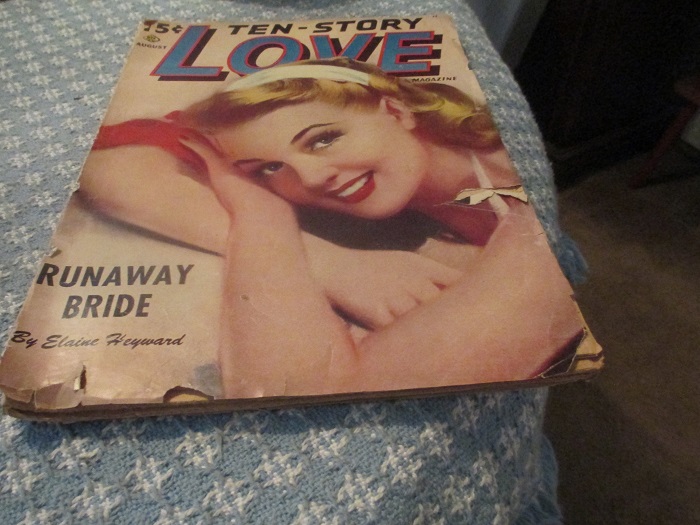 15¢
AUGUST
TEN-STORY
LOVE
MAGAZINE
RUNAWAY
BRIDE
By Elaine Heyward